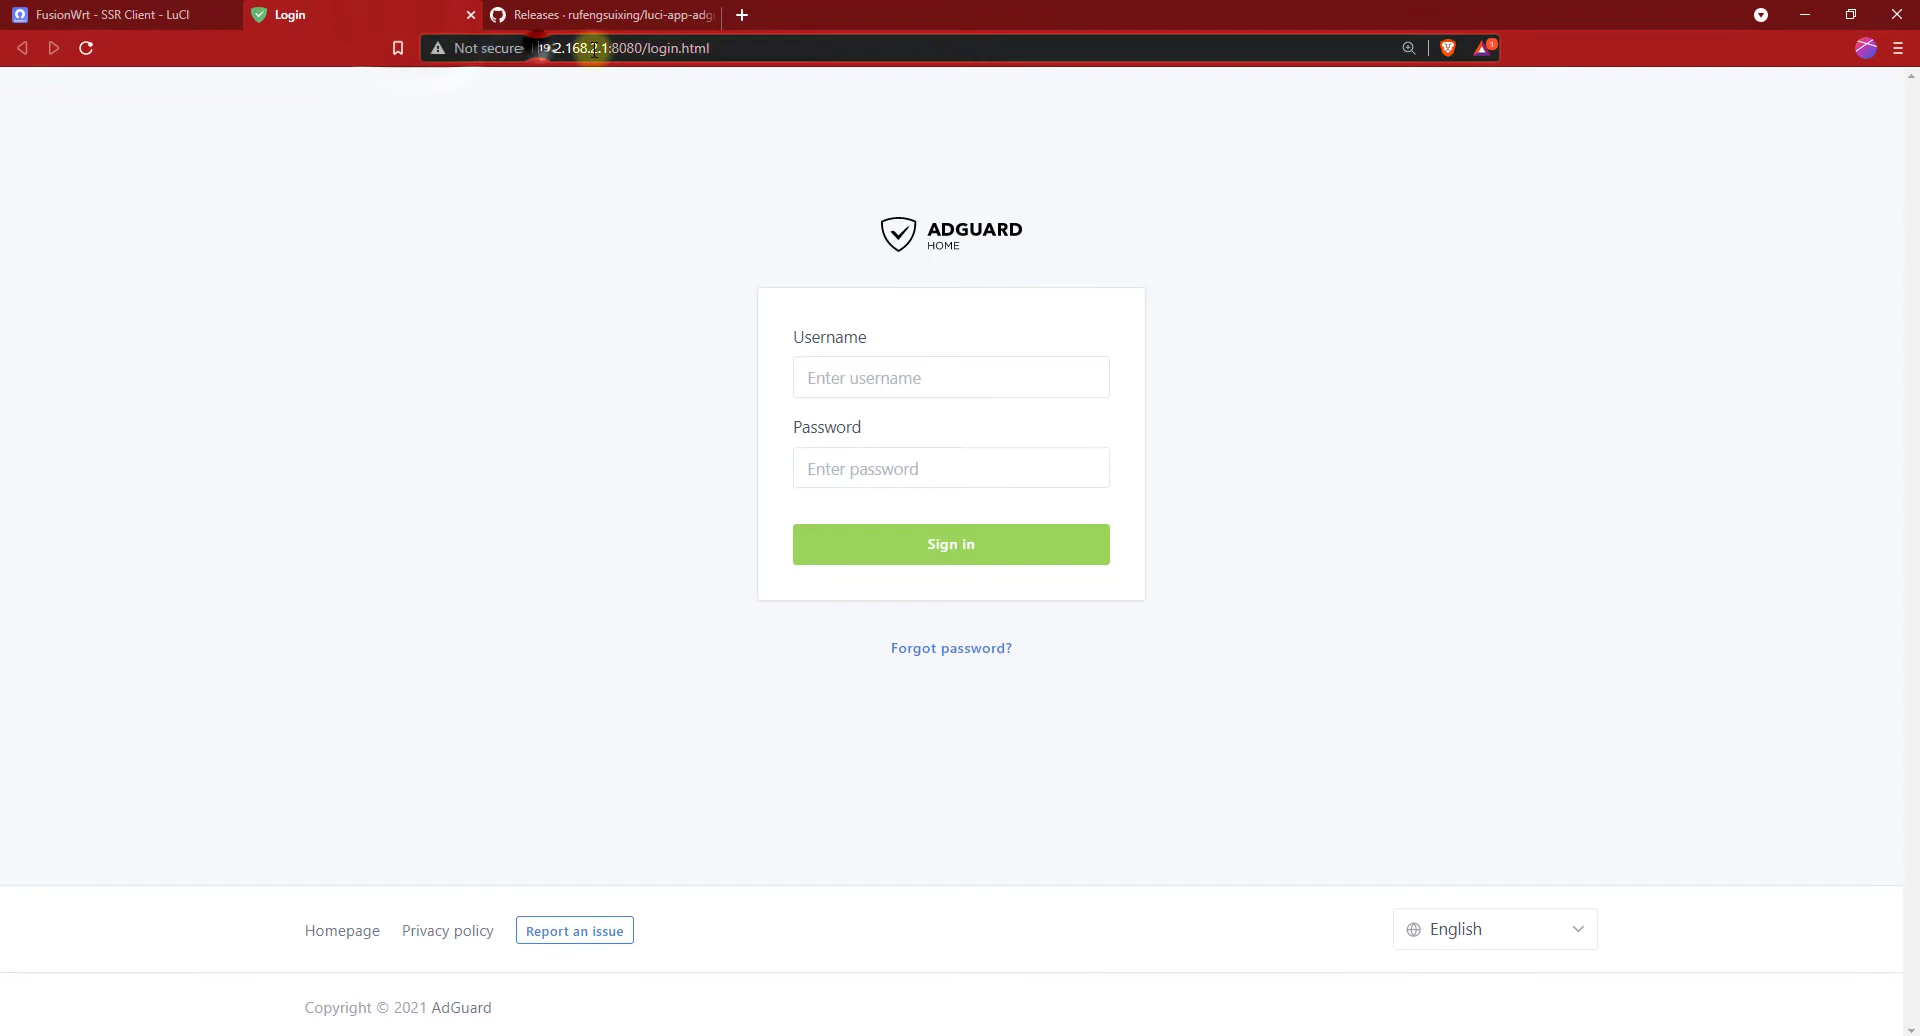 FusionWrt - SSR Client - LuCI
Login
Releases · rufengsuixing/luci-app-adg
Not secure
192.168.2.1:8080/login.html
1
ADGUARD
HOME
Username
Enter username
Password
Enter password
Sign in
Forgot password?
Homepage
Privacy policy
Report an issue
English
Copyright © 2021 AdGuard